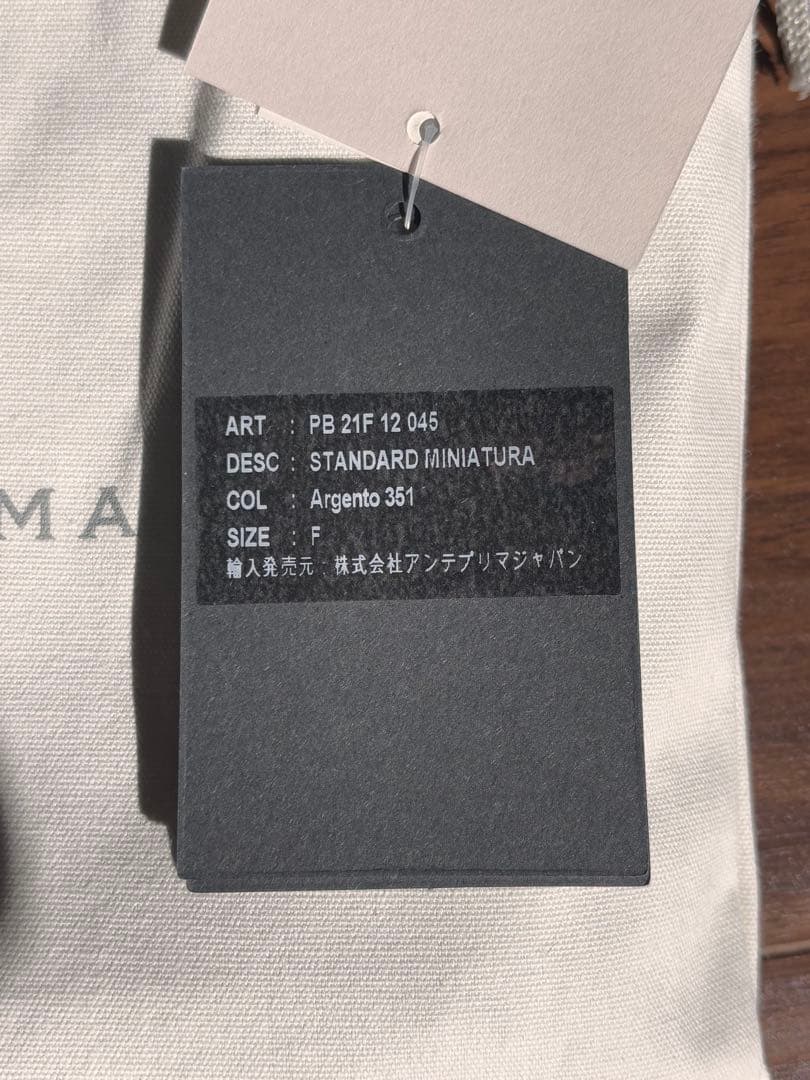 ART : PB 21F 12 045
DESC : STANDARD MINIATURA
COL : Argento 351
SIZE : F
輸入発売元 : 株式会社アンテプリマジャパン
MA